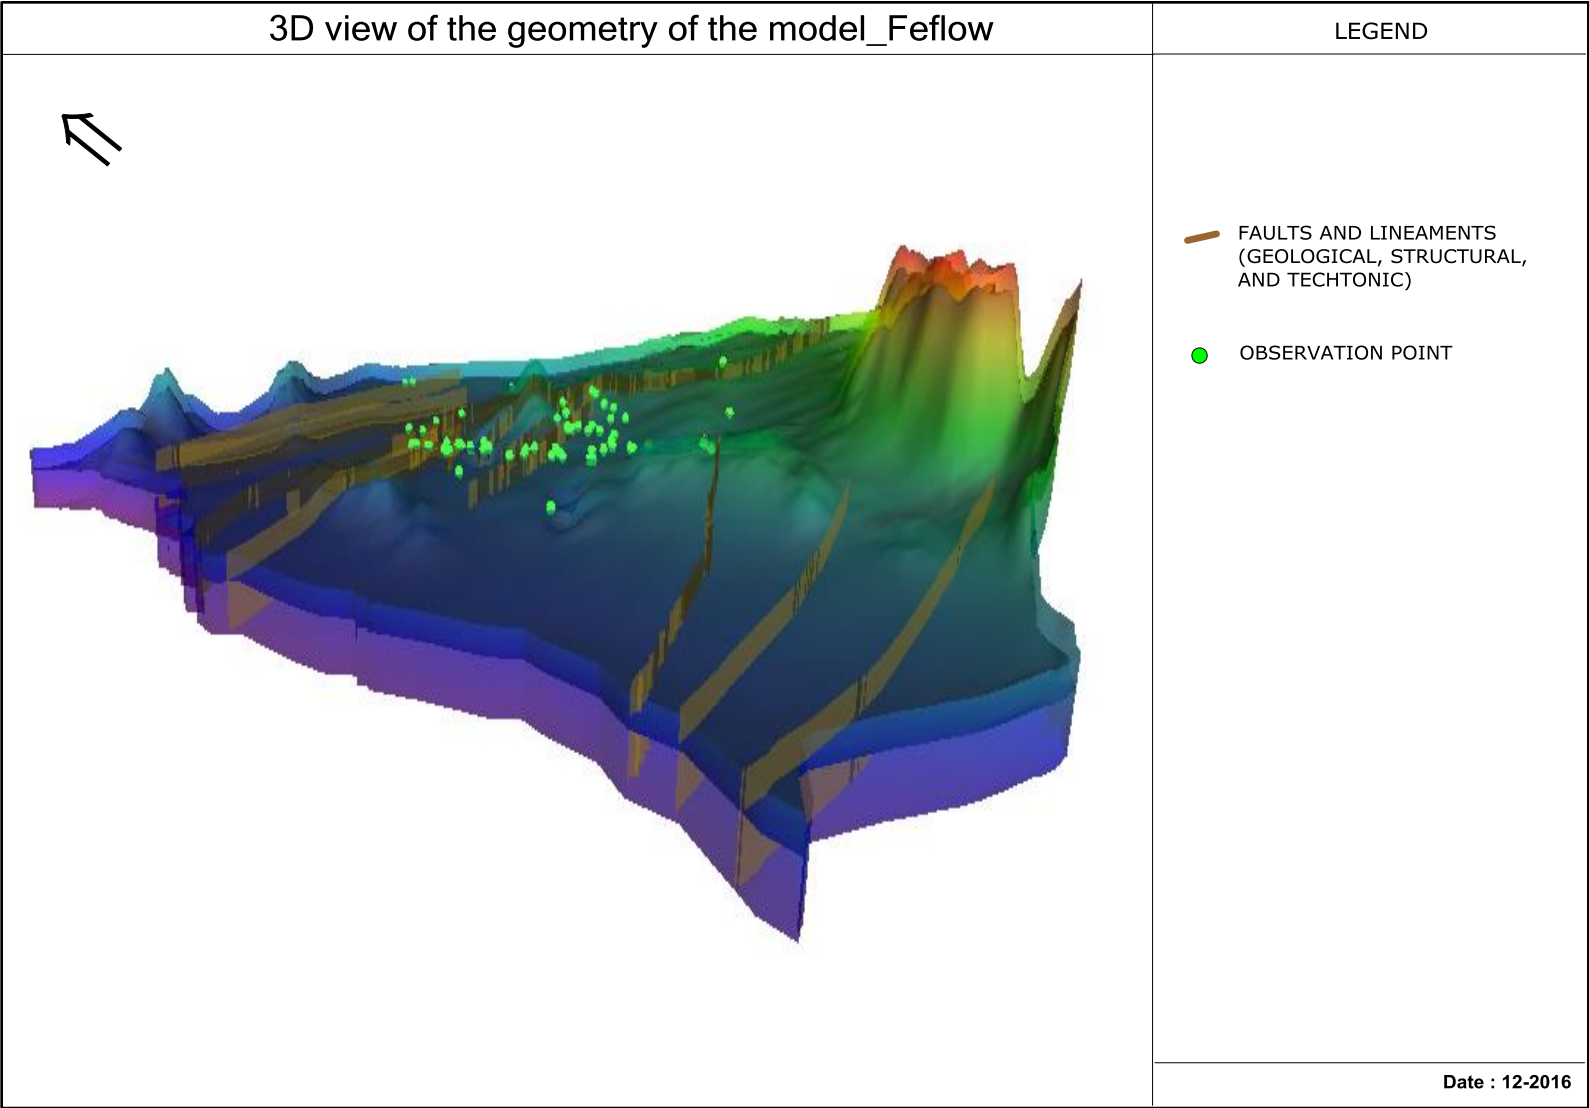 3D view of the geometry of the model_Feflow
LEGEND
FAULTS AND LINEAMENTS
(GEOLOGICAL, STRUCTURAL,
AND TECHTONIC)
OBSERVATION POINT
Date : 12-2016